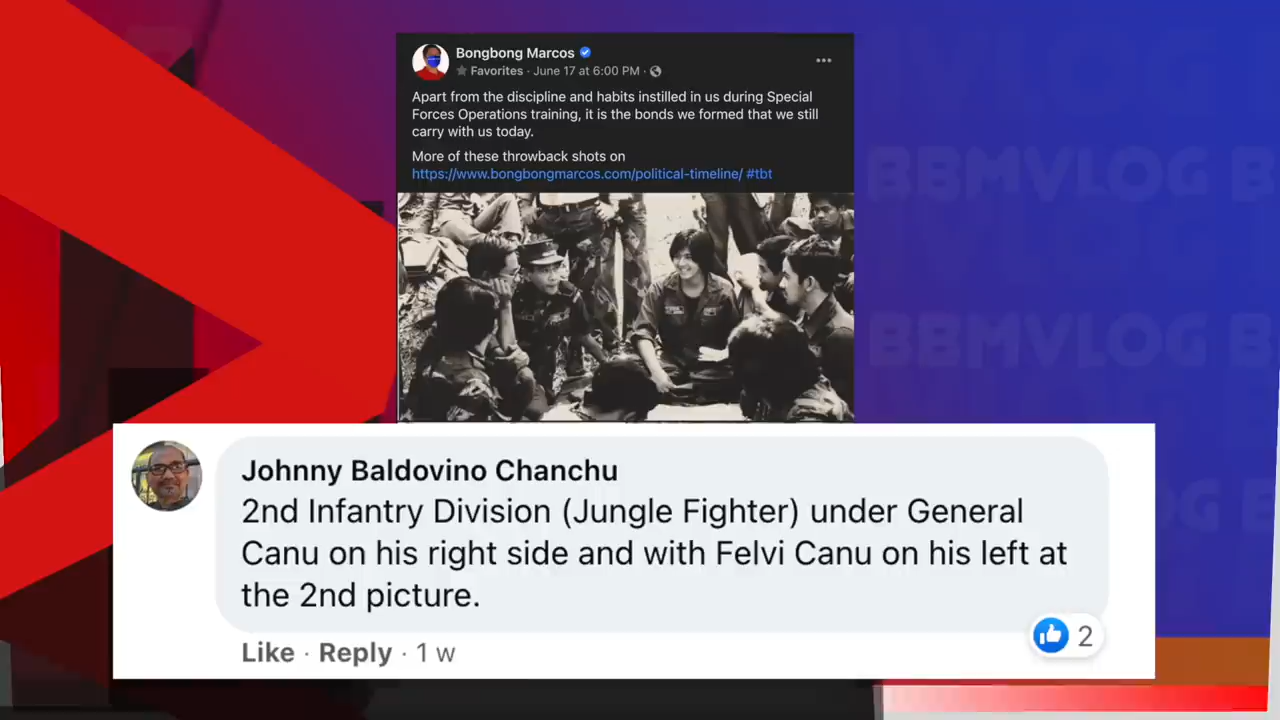 Bongbong Marcos
Favorites · June 17 at 6:00 PM ·
Apart from the discipline and habits instilled in us during Special
Forces Operations training, it is the bonds we formed that we still
carry with us today.
More of these throwback shots on
https://www.bongbongmarcos.com/political-timeline/ #tbt
BBMVLOG B
BBMVLOG B
Johnny Baldovino Chanchu
2nd Infantry Division (Jungle Fighter) under General
Canu on his right side and with Felvi Canu on his left at
the 2nd picture.
Like · Reply · 1 w
2